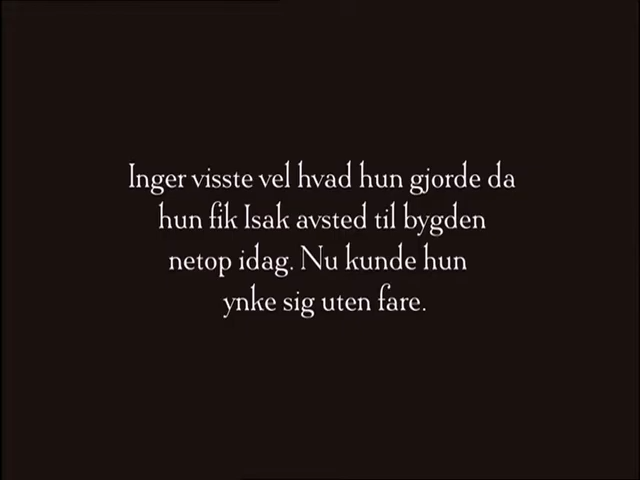 Inger visste vel hvad hun gjorde da
hun fik Isak avsted til bygden
netop idag. Nu kunde hun
ynke sig uten fare.